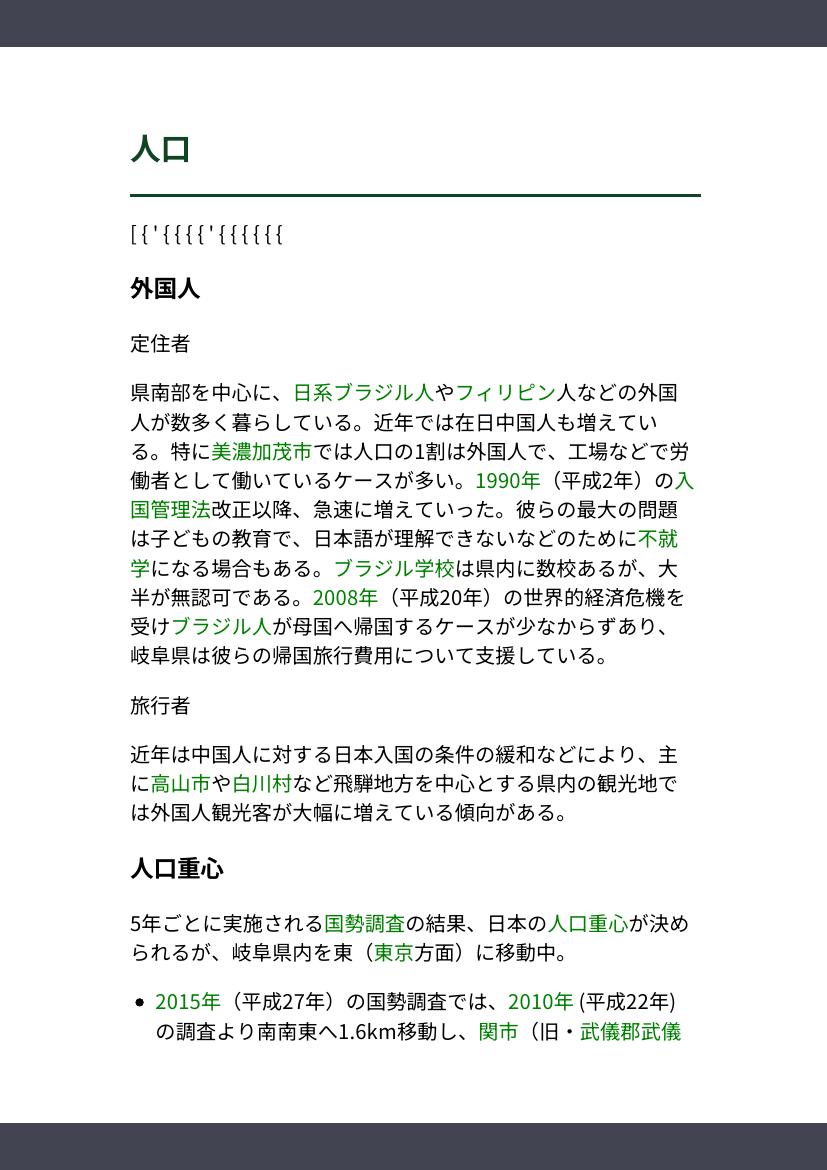 人口
[{'{{{{'{{{{{{
外国人
定住者
県南部を中心に、日系ブラジル人やフィリピン人などの外国
人が数多く暮らしている。近年では在日中国人も増えてい
る。特に美濃加茂市では人口の1割は外国人で、工場などで労
働者として働いているケースが多い。1990年（平成2年）の入
国管理法改正以降、急速に増えていった。彼らの最大の問題
は子どもの教育で、日本語が理解できないなどのために不就
学になる場合もある。ブラジル学校は県内に数校あるが、大
半が無認可である。2008年（平成20年）の世界的経済危機を
受けブラジル人が母国へ帰国するケースが少なからずあり、
岐阜県は彼らの帰国旅行費用について支援している。
旅行者
近年は中国人に対する日本入国の条件の緩和などにより、主
に高山市や白川村など飛騨地方を中心とする県内の観光地で
は外国人観光客が大幅に増えている傾向がある。
人口重心
5年ごとに実施される国勢調査の結果、日本の人口重心が決め
られるが、岐阜県内を東（東京方面）に移動中。
• 2015年（平成27年）の国勢調査では、2010年 (平成22年)
の調査より南南東へ1.6km移動し、関市（旧・武儀郡武儀